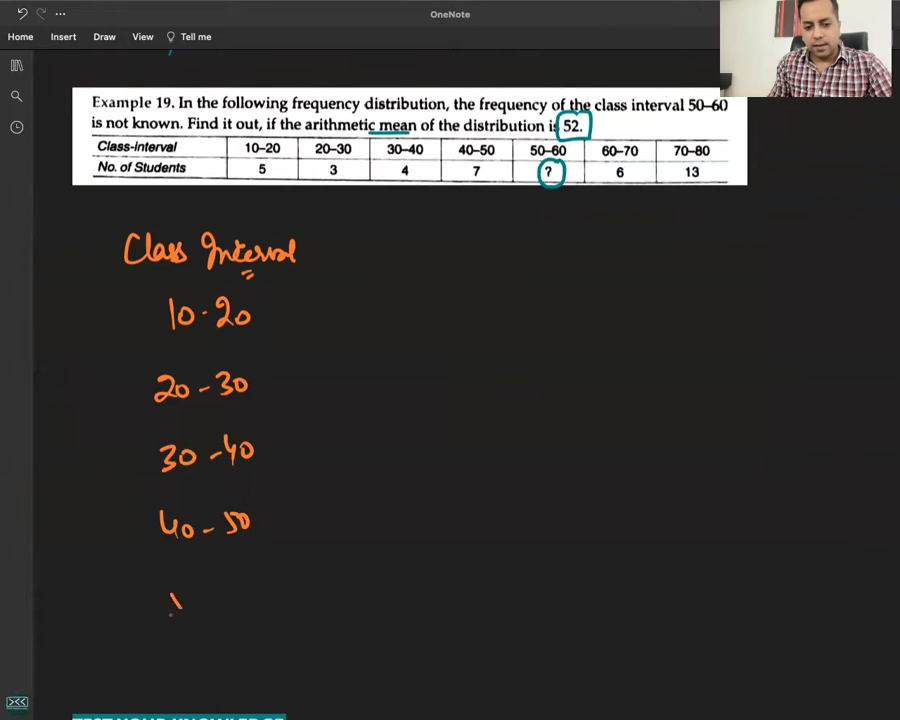 OneNote
Home Insert Draw View Tell me
Example 19. In the following frequency distribution, the frequency of the class interval 50–60
is not known. Find it out, if the arithmetic mean of the distribution is 52.
Class-interval 10–20 20–30 30–40 40–50 50–60 60–70 70–80
No. of Students 5 3 4 7 ? 6 13
Class Interval
10-20
20-30
30-40
40-50